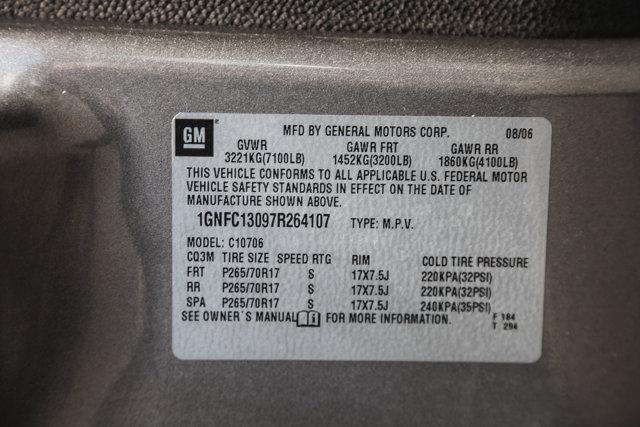 GM
MFD BY GENERAL MOTORS CORP. 08/06
GVWR GAWR FRT GAWR RR
3221KG(7100LB) 1452KG(3200LB) 1860KG(4100LB)
THIS VEHICLE CONFORMS TO ALL APPLICABLE U.S. FEDERAL MOTOR
VEHICLE SAFETY STANDARDS IN EFFECT ON THE DATE OF
MANUFACTURE SHOWN ABOVE.
1GNFC13097R264107 TYPE: M.P.V.
MODEL: C10706
CQ3M TIRE SIZE SPEED RTG RIM COLD TIRE PRESSURE
FRT P265/70R17 S 17X7.5J 220KPA(32PSI)
RR P265/70R17 S 17X7.5J 220KPA(32PSI)
SPA P265/70R17 S 17X7.5J 240KPA(35PSI)
SEE OWNER'S MANUAL i FOR MORE INFORMATION. F 184
T 294